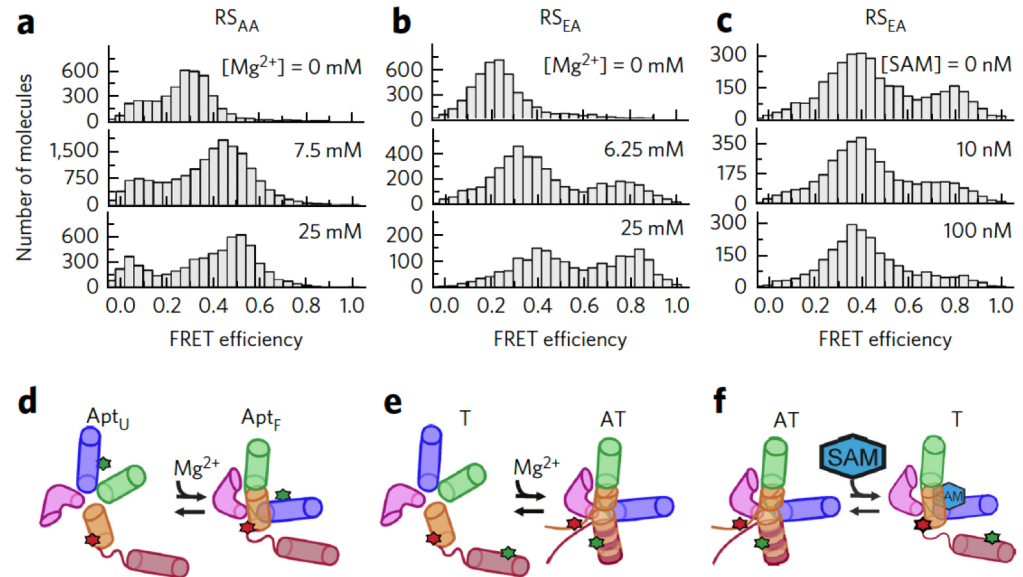 a
RS_AA
b
RS_EA
c
RS_EA
Number of molecules
[Mg²⁺] = 0 mM
600
300
0
7.5 mM
1,500
750
0
25 mM
600
300
0
0.0 0.2 0.4 0.6 0.8 1.0
FRET efficiency
[Mg²⁺] = 0 mM
600
300
0
6.25 mM
400
200
0
25 mM
200
100
0
0.0 0.2 0.4 0.6 0.8 1.0
FRET efficiency
[SAM] = 0 nM
300
150
0
10 nM
350
175
0
100 nM
300
150
0
0.0 0.2 0.4 0.6 0.8 1.0
FRET efficiency
d
Apt_U
Mg²⁺
Apt_F
e
T
Mg²⁺
AT
f
AT
SAM
T
AM